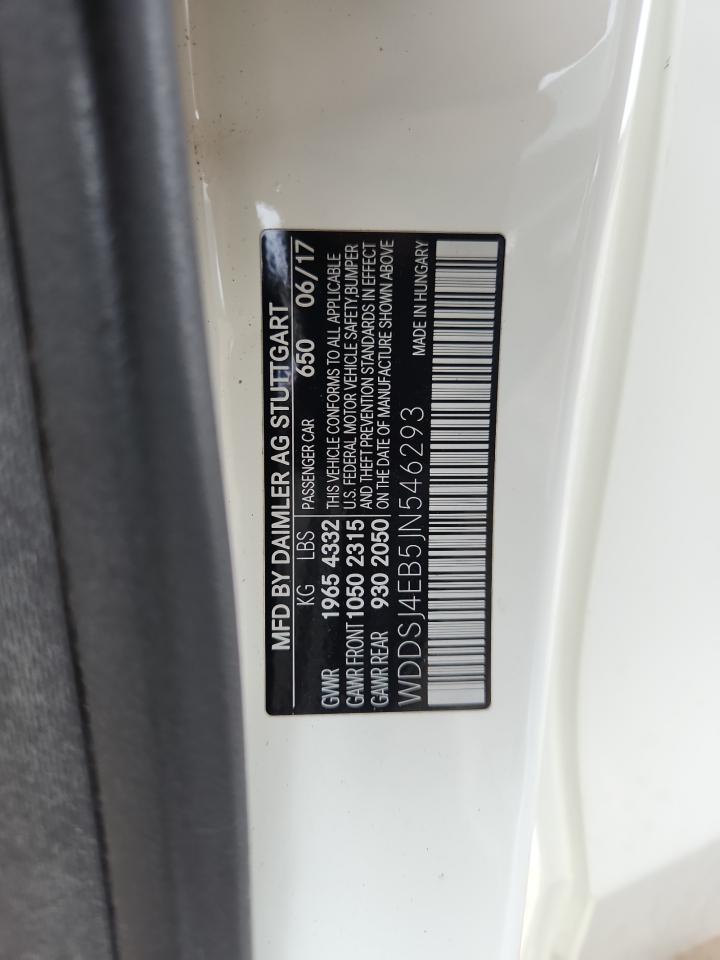 MFD BY DAIMLER AG STUTTGART
KG LBS PASSENGER CAR 650 06/17
GVWR 1965 4332 THIS VEHICLE CONFORMS TO ALL APPLICABLE
GAWR FRONT 1050 2315 U.S. FEDERAL MOTOR VEHICLE SAFETY,BUMPER
GAWR REAR 930 2050 AND THEFT PREVENTION STANDARDS IN EFFECT
ON THE DATE OF MANUFACTURE SHOWN ABOVE
WDDSJ4EB5JN546293 MADE IN HUNGARY